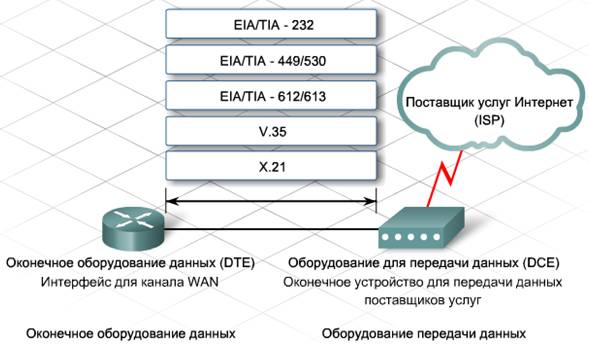 EIA/TIA - 232
EIA/TIA - 449/530
EIA/TIA - 612/613
V.35
X.21
Поставщик услуг Интернет
(ISP)
Оконечное оборудование данных (DTE)
Интерфейс для канала WAN
Оборудование для передачи данных (DCE)
Оконечное устройство для передачи данных
поставщиков услуг
Оконечное оборудование данных
Оборудование передачи данных